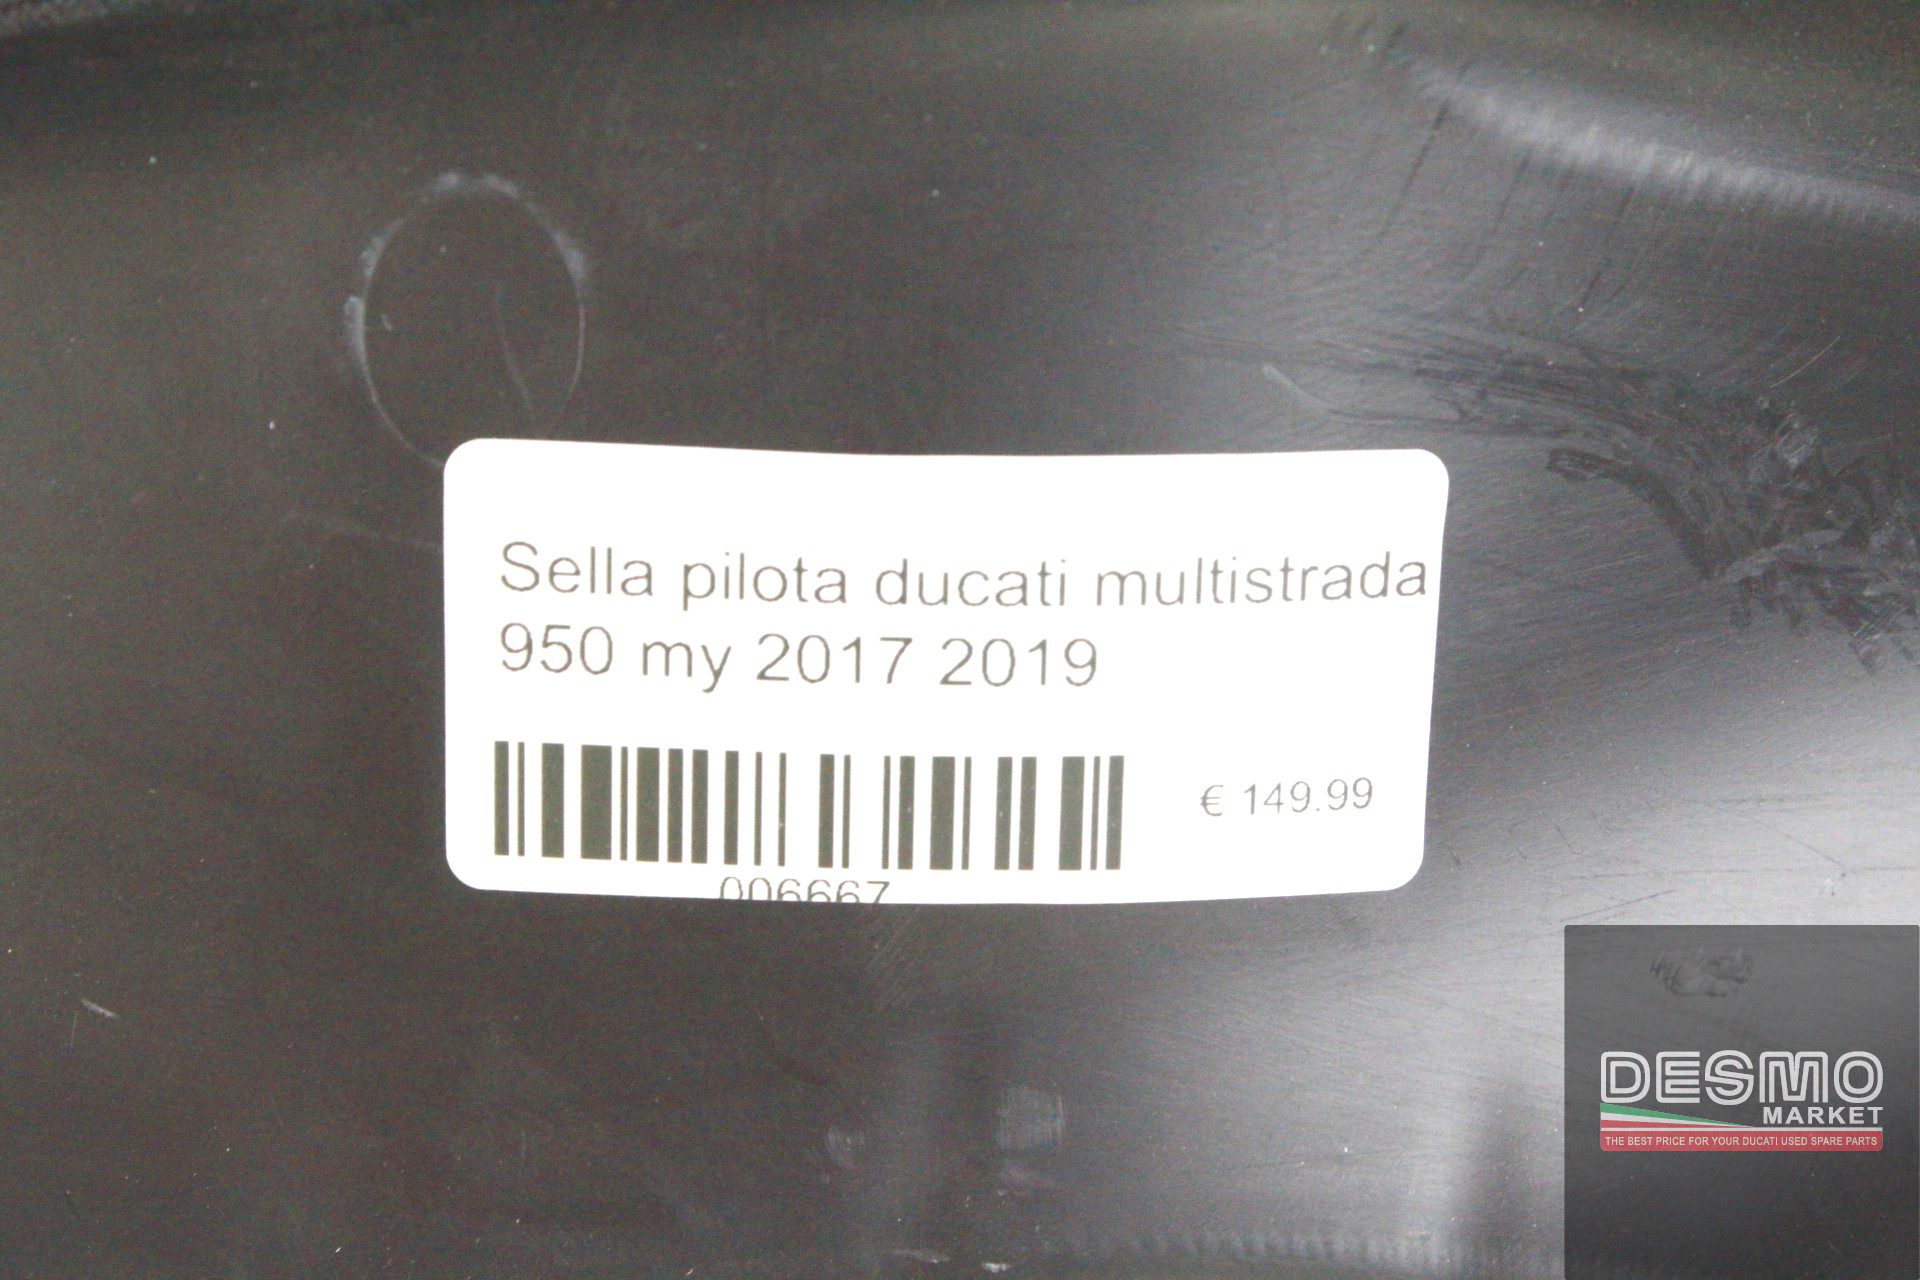 Sella pilota ducati multistrada
950 my 2017 2019
€ 149.99
006667
DESMO
MARKET
THE BEST PRICE FOR YOUR DUCATI USED SPARE PARTS